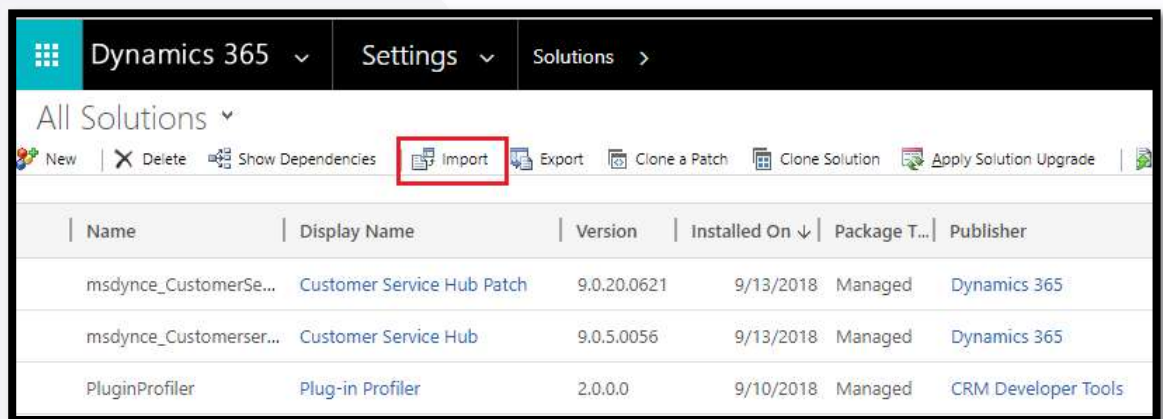 Dynamics 365 Settings Solutions >
All Solutions
New Delete Show Dependencies Import Export Clone a Patch Clone Solution Apply Solution Upgrade
Name Display Name Version Installed On ↓ Package T... Publisher
msdynce_CustomerSe... Customer Service Hub Patch 9.0.20.0621 9/13/2018 Managed Dynamics 365
msdynce_Customerser... Customer Service Hub 9.0.5.0056 9/13/2018 Managed Dynamics 365
PluginProfiler Plug-in Profiler 2.0.0.0 9/10/2018 Managed CRM Developer Tools